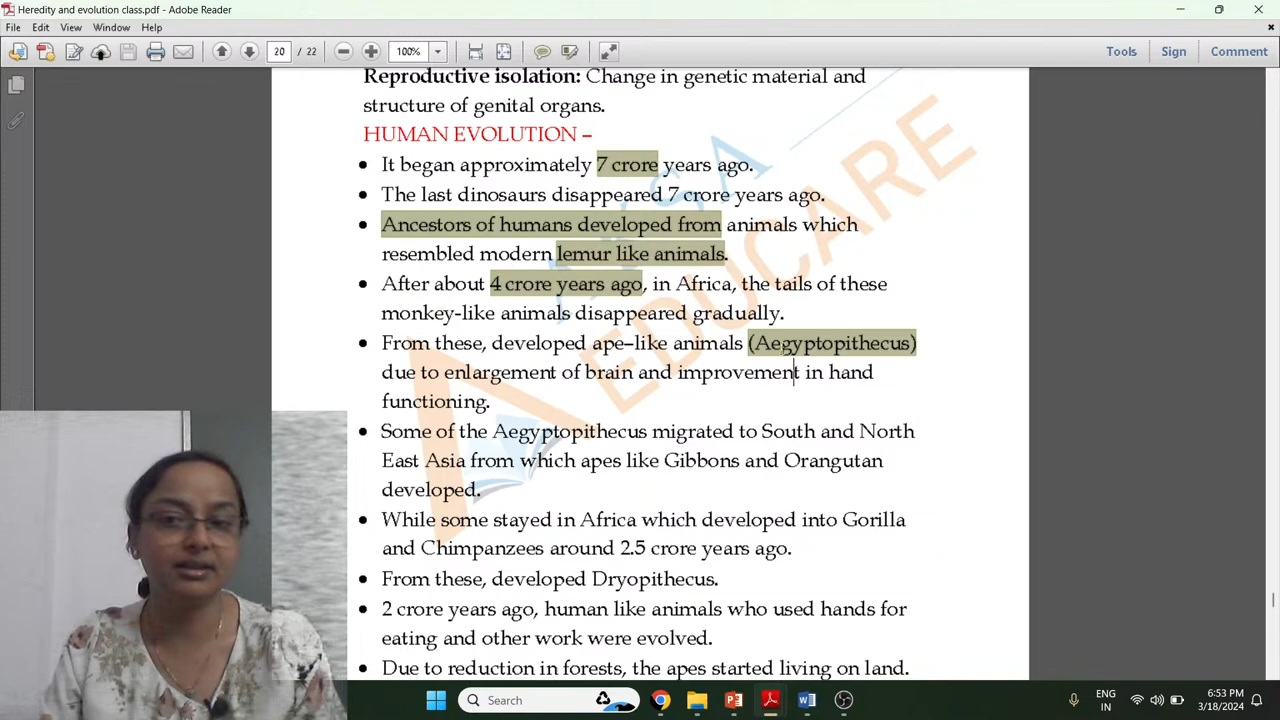 Heredity and evolution class.pdf - Adobe Reader
File Edit View Window Help
20 / 22 100% Tools Sign Comment
Reproductive isolation: Change in genetic material and
structure of genital organs.
HUMAN EVOLUTION –
• It began approximately 7 crore years ago.
• The last dinosaurs disappeared 7 crore years ago.
• Ancestors of humans developed from animals which
resembled modern lemur like animals.
• After about 4 crore years ago, in Africa, the tails of these
monkey-like animals disappeared gradually.
• From these, developed ape–like animals (Aegyptopithecus)
due to enlargement of brain and improvement in hand
functioning.
• Some of the Aegyptopithecus migrated to South and North
East Asia from which apes like Gibbons and Orangutan
developed.
• While some stayed in Africa which developed into Gorilla
and Chimpanzees around 2.5 crore years ago.
• From these, developed Dryopithecus.
• 2 crore years ago, human like animals who used hands for
eating and other work were evolved.
• Due to reduction in forests, the apes started living on land.
EDUCARE
Search
ENG
IN
6:53 PM
3/18/2024